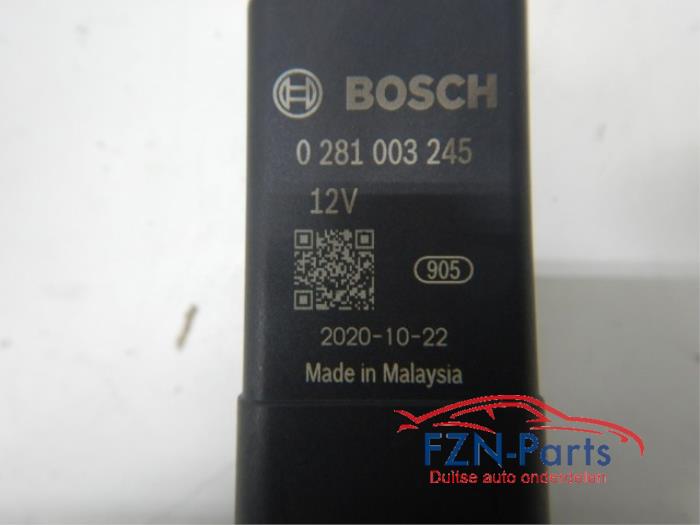 BOSCH
0 281 003 245
12V
905
2020-10-22
Made in Malaysia
FZN-Parts
Duitse auto onderdelen